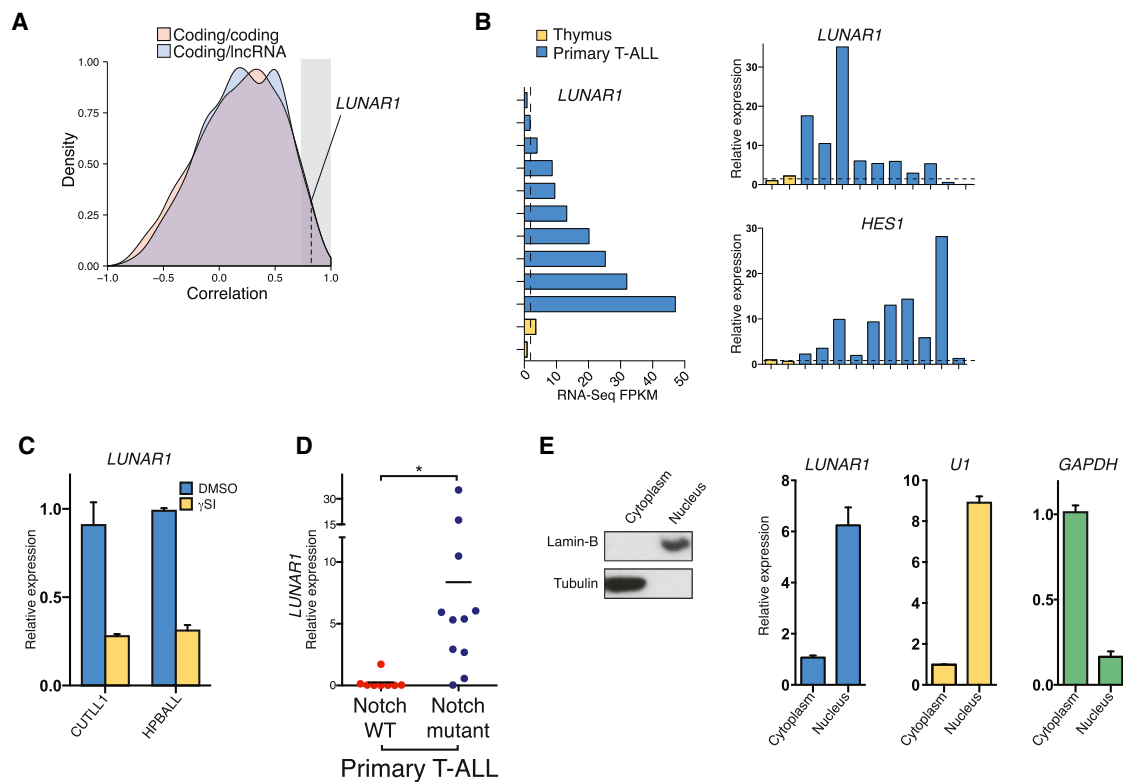 A
Coding/coding
Coding/lncRNA
1.00
0.75
0.50
0.25
0.00
Density
LUNAR1
−1.0
−0.5
0.0
0.5
1.0
Correlation
B
Thymus
Primary T-ALL
LUNAR1
0
10
20
30
40
50
RNA-Seq FPKM
LUNAR1
Relative expression
30
20
10
0
HES1
Relative expression
30
20
10
0
C
LUNAR1
DMSO
γSI
Relative expression
1.0
0.5
0.0
CUTLL1
HPBALL
D
*
LUNAR1
Relative expression
30
15
10
5
0
Notch WT
Notch mutant
Primary T-ALL
E
Cytoplasm
Nucleus
Lamin-B
Tubulin
LUNAR1
Relative expression
8
6
4
2
0
Cytoplasm
Nucleus
U1
10
8
6
4
2
0
Cytoplasm
Nucleus
GAPDH
1.0
0.5
0.0
Cytoplasm
Nucleus